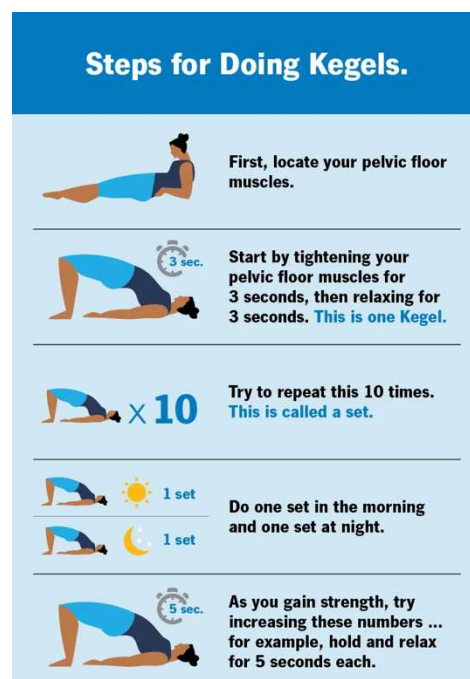 Steps for Doing Kegels.
First, locate your pelvic floor
muscles.
3 sec.
Start by tightening your
pelvic floor muscles for
3 seconds, then relaxing for
3 seconds. This is one Kegel.
x 10
Try to repeat this 10 times.
This is called a set.
1 set
1 set
Do one set in the morning
and one set at night.
5 sec.
As you gain strength, try
increasing these numbers ...
for example, hold and relax
for 5 seconds each.